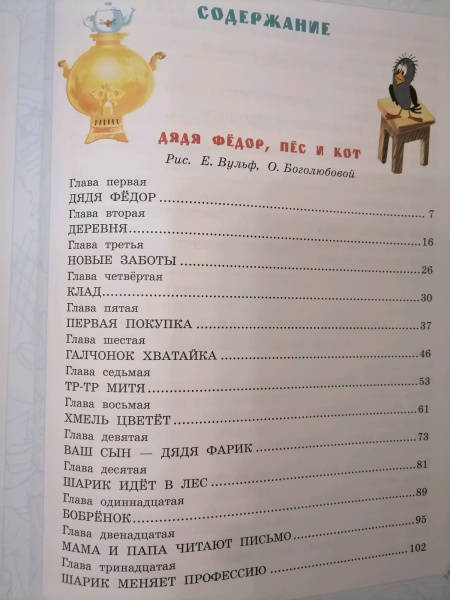 СОДЕРЖАНИЕ
ДЯДЯ ФЁДОР, ПЁС И КОТ
Рис. Е. Вульф, О. Боголюбовой
Глава первая
ДЯДЯ ФЁДОР 7
Глава вторая
ДЕРЕВНЯ 16
Глава третья
НОВЫЕ ЗАБОТЫ 26
Глава четвёртая
КЛАД 30
Глава пятая
ПЕРВАЯ ПОКУПКА 37
Глава шестая
ГАЛЧОНОК ХВАТАЙКА 46
Глава седьмая
ТР-ТР МИТЯ 53
Глава восьмая
ХМЕЛЬ ЦВЕТЁТ 61
Глава девятая
ВАШ СЫН — ДЯДЯ ФАРИК 73
Глава десятая
ШАРИК ИДЁТ В ЛЕС 81
Глава одиннадцатая
БОБРЁНОК 89
Глава двенадцатая
МАМА И ПАПА ЧИТАЮТ ПИСЬМО 95
Глава тринадцатая
ШАРИК МЕНЯЕТ ПРОФЕССИЮ 102